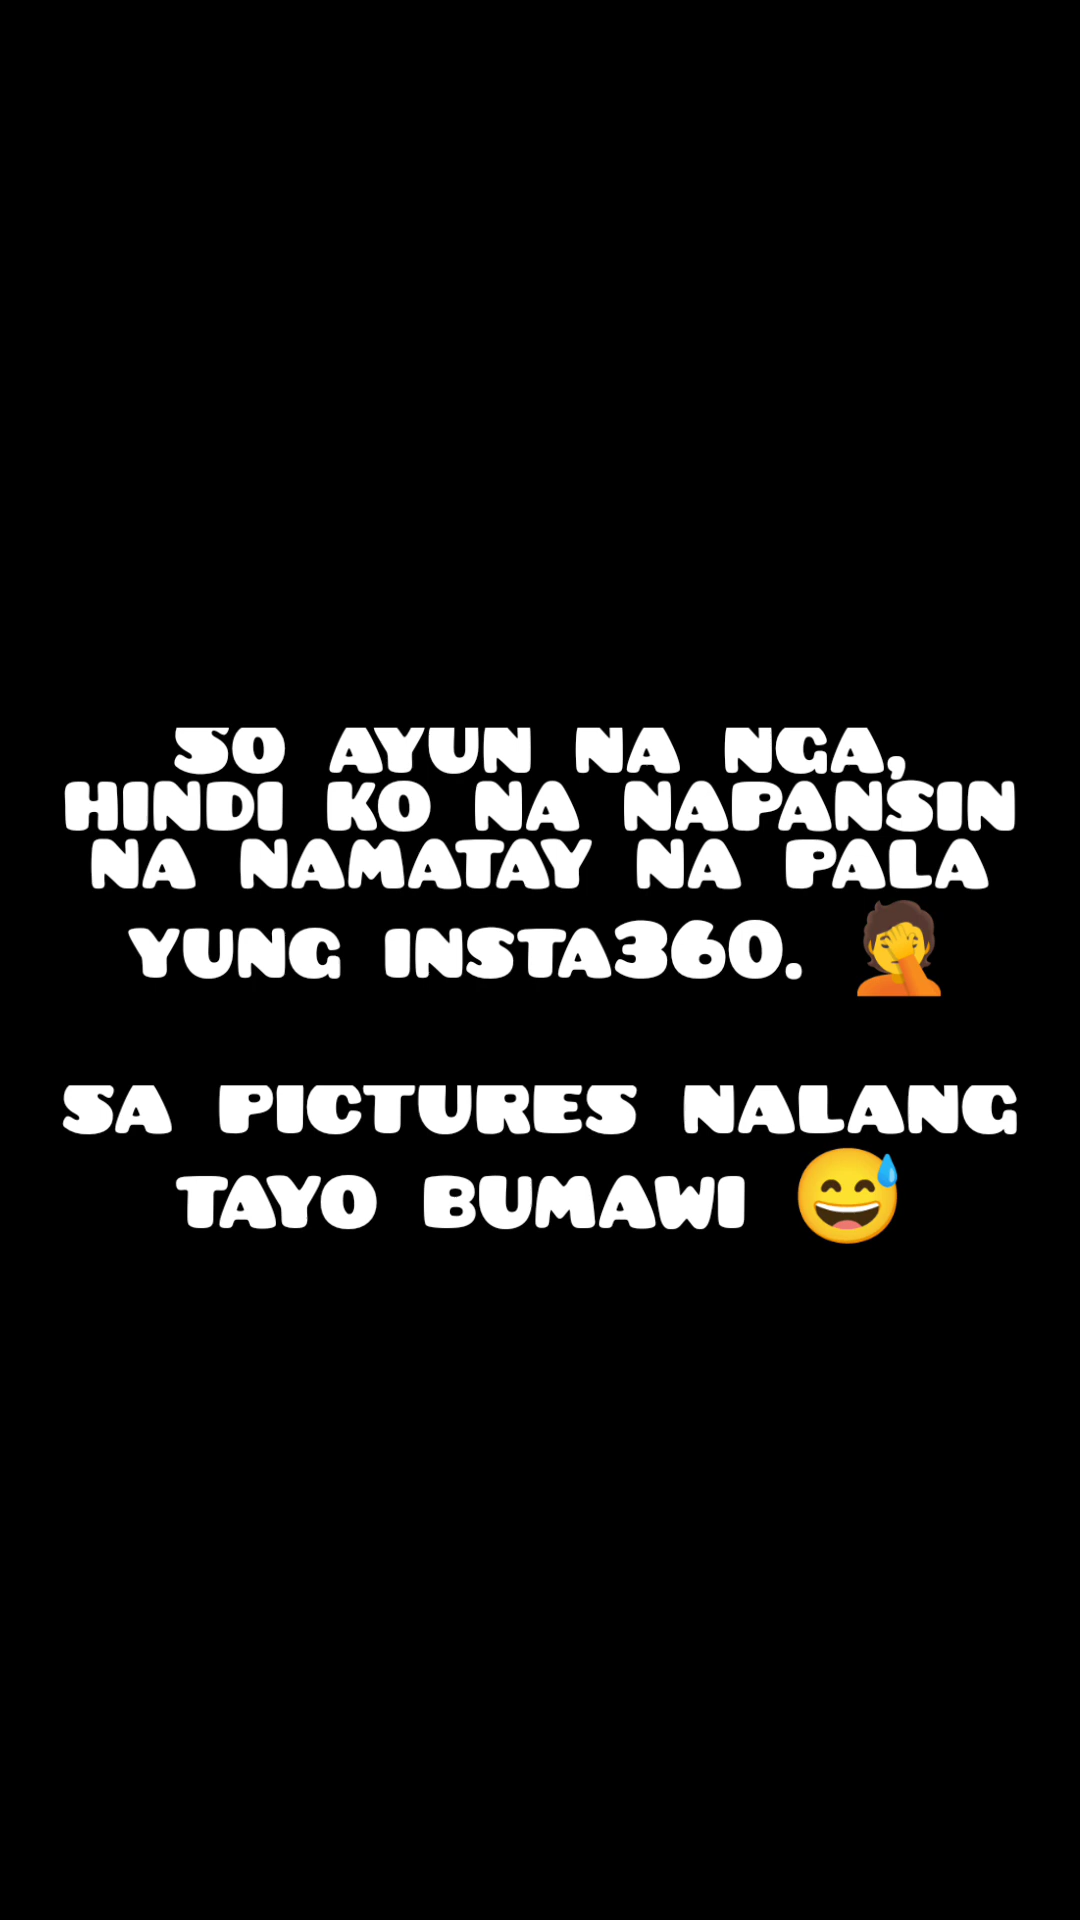 SO AYUN NA NGA,
HINDI KO NA NAPANSIN
NA NAMATAY NA PALA
YUNG INSTA360. 🤦
SA PICTURES NALANG
TAYO BUMAWI 😅